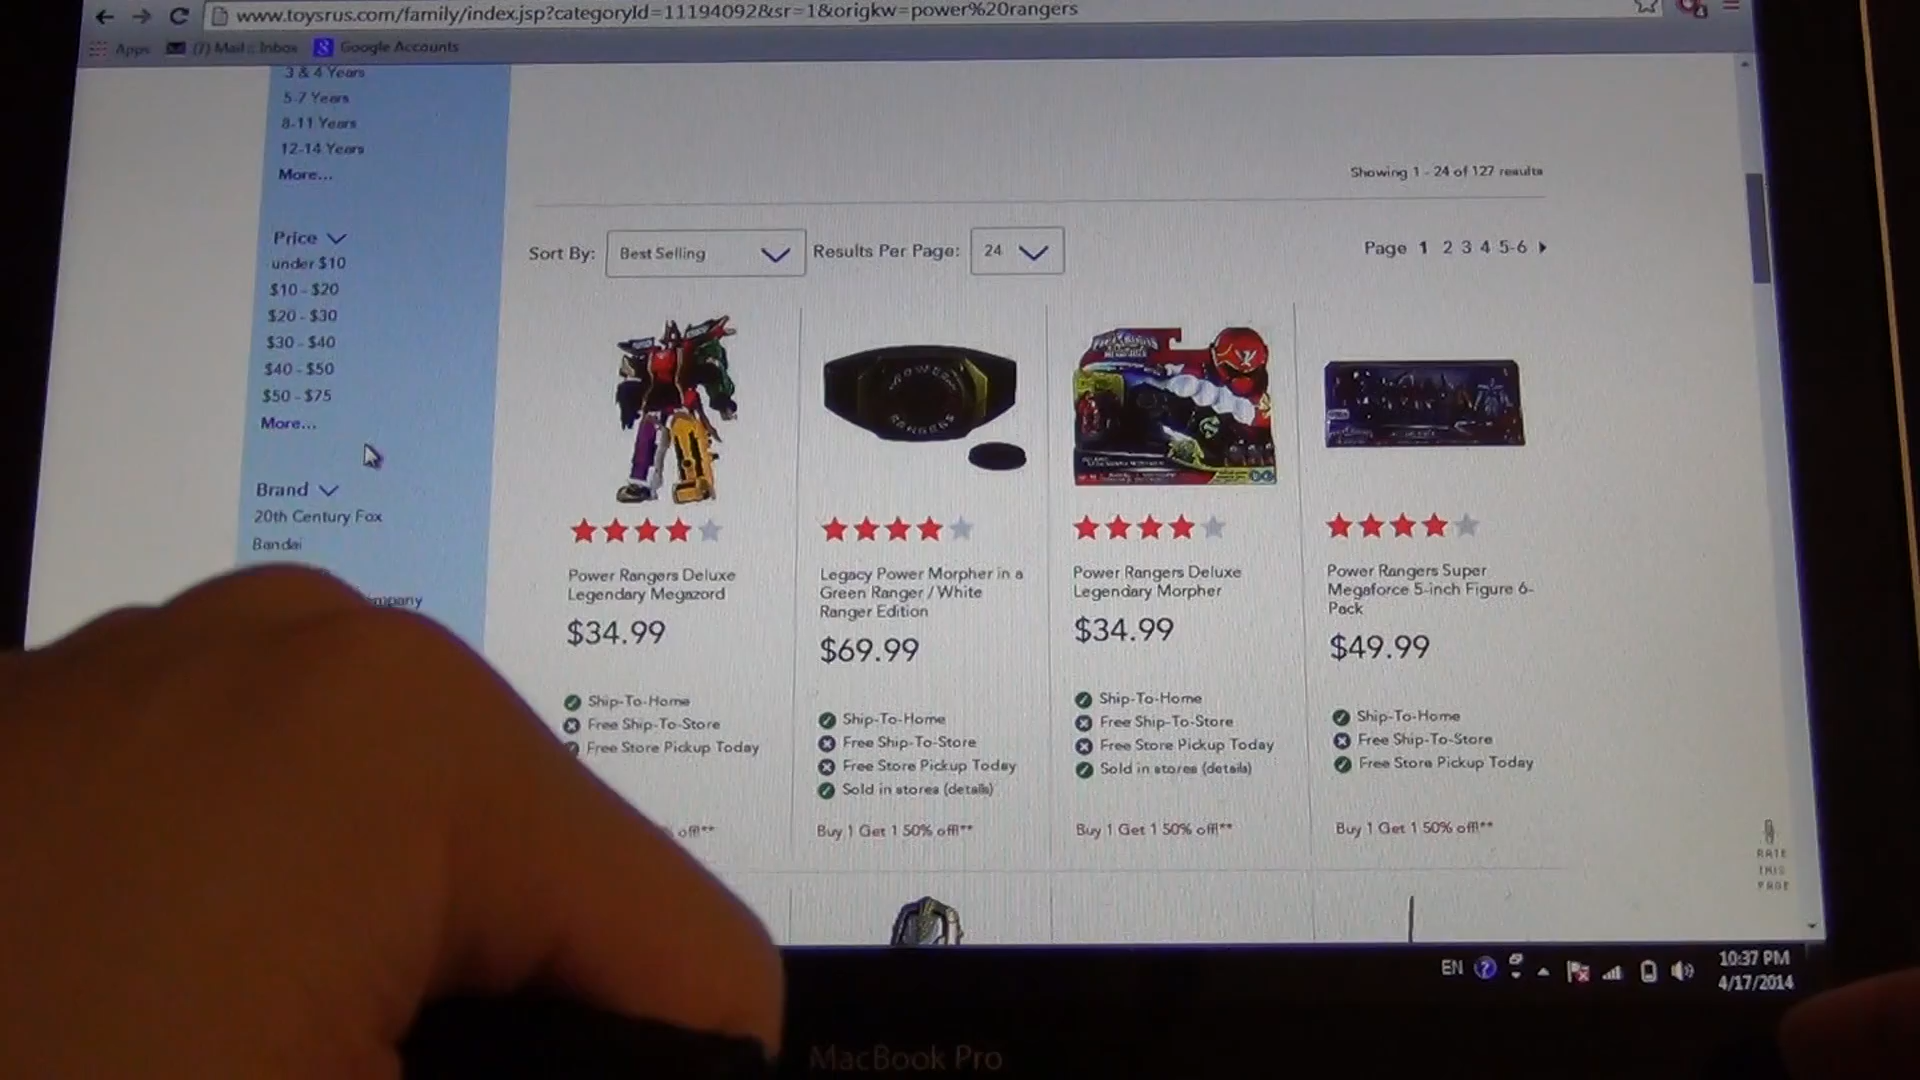 www.toysrus.com/family/index.jsp?categoryId=11194092&sr=1&origkw=power%20rangers
Apps (7) Mail :: Inbox Google Accounts
3 & 4 Years
5-7 Years
8-11 Years
12-14 Years
More...
Price
under $10
$10 - $20
$20 - $30
$30 - $40
$40 - $50
$50 - $75
More...
Brand
20th Century Fox
Bandai
mpany
Showing 1 - 24 of 127 results
Sort By: Best Selling Results Per Page: 24
Page 1 2 3 4 5-6
POWER
RANGERS
Power Rangers Deluxe
Legendary Megazord
$34.99
Ship-To-Home
Free Ship-To-Store
Free Store Pickup Today
off!**
Legacy Power Morpher in a
Green Ranger / White
Ranger Edition
$69.99
Ship-To-Home
Free Ship-To-Store
Free Store Pickup Today
Sold in stores (details)
Buy 1 Get 1 50% off!**
Power Rangers Deluxe
Legendary Morpher
$34.99
Ship-To-Home
Free Ship-To-Store
Free Store Pickup Today
Sold in stores (details)
Buy 1 Get 1 50% off!**
Power Rangers Super
Megaforce 5-inch Figure 6-
Pack
$49.99
Ship-To-Home
Free Ship-To-Store
Free Store Pickup Today
Buy 1 Get 1 50% off!**
RATE
THIS
PAGE
EN
10:37 PM
4/17/2014
MacBook Pro